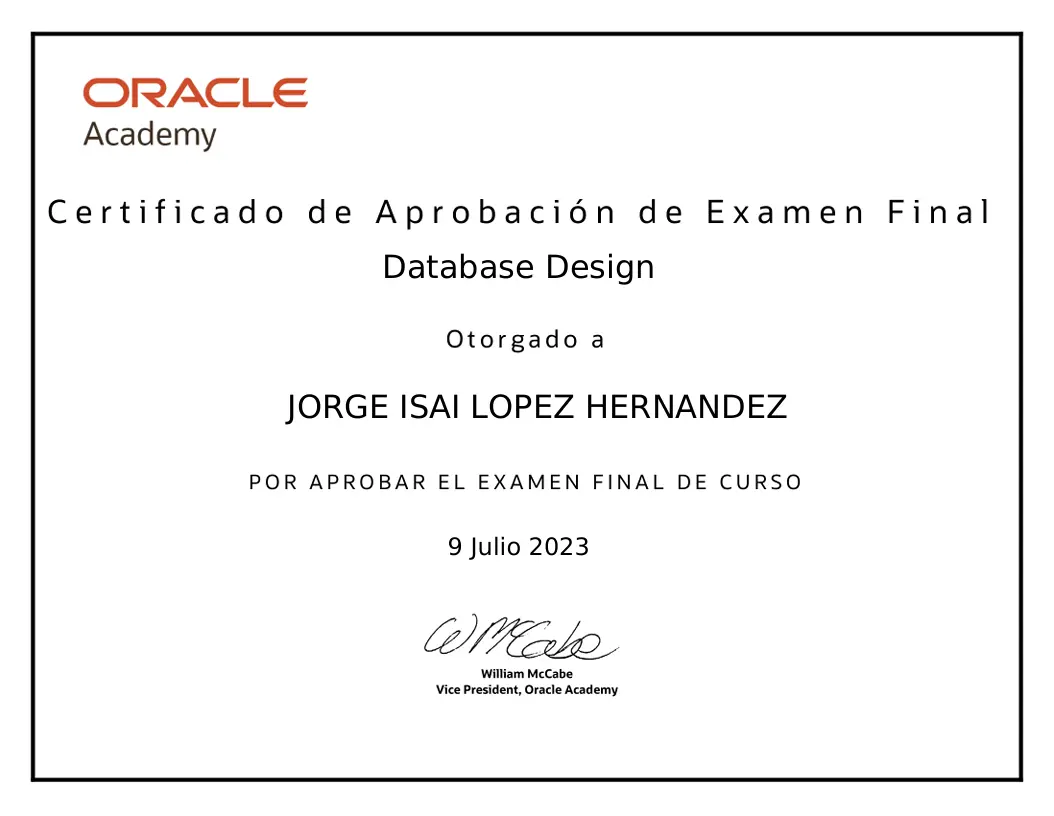 ORACLE
Academy
Certificado de Aprobación de Examen Final
Database Design
Otorgado a
JORGE ISAI LOPEZ HERNANDEZ
POR APROBAR EL EXAMEN FINAL DE CURSO
9 Julio 2023
WMcCabe
William McCabe
Vice President, Oracle Academy